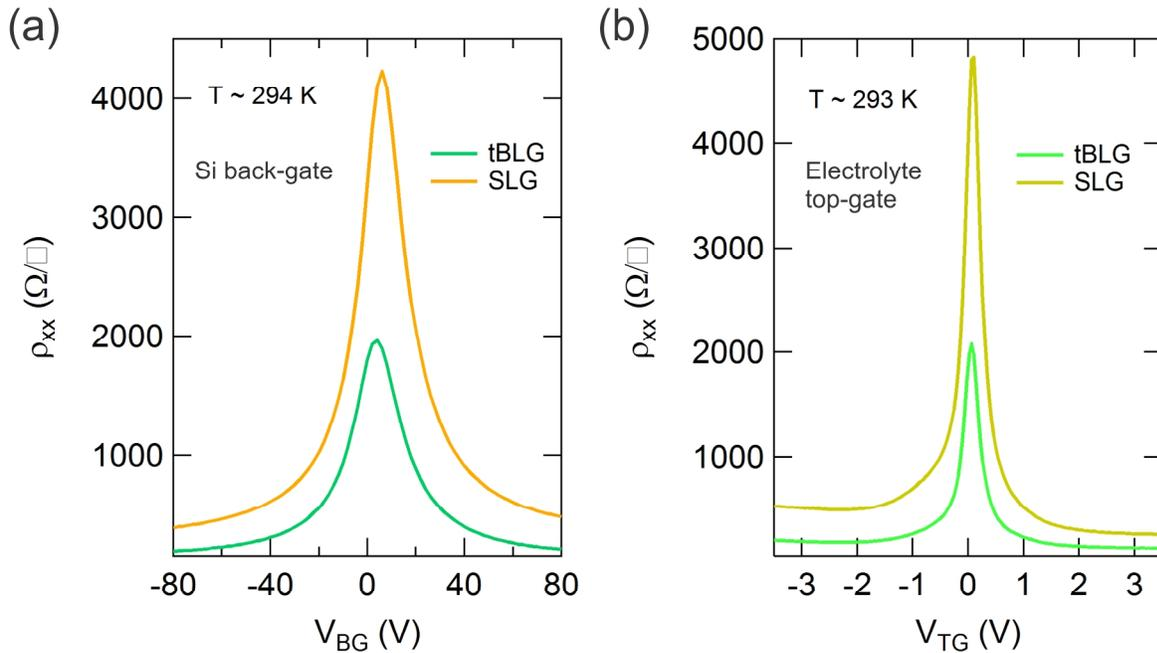 (a)
T ~ 294 K
Si back-gate
tBLG
SLG
4000
3000
2000
1000
ρxx (Ω/□)
-80 -40 0 40 80
VBG (V)
(b)
T ~ 293 K
Electrolyte
top-gate
tBLG
SLG
5000
4000
3000
2000
1000
ρxx (Ω/□)
-3 -2 -1 0 1 2 3
VTG (V)